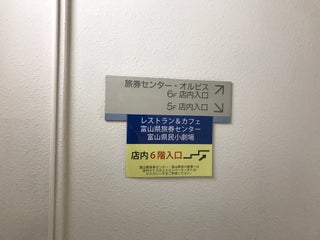 旅券センター・オルビス
6F 店内入口
5F 店内入口
レストラン&カフェ
富山県旅券センター
富山県民小劇場
店内6階入口